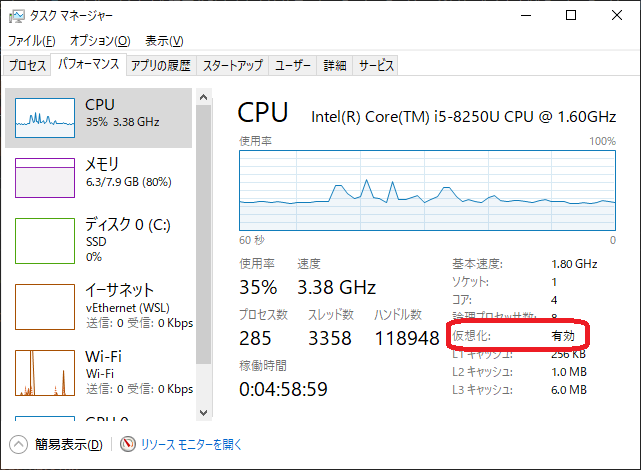 タスク マネージャー
ファイル(F) オプション(O) 表示(V)
プロセス パフォーマンス アプリの履歴 スタートアップ ユーザー 詳細 サービス
CPU
35% 3.38 GHz
メモリ
6.3/7.9 GB (80%)
ディスク 0 (C:)
SSD
0%
イーサネット
vEthernet (WSL)
送信: 0 受信: 0 Kbps
Wi-Fi
Wi-Fi
送信: 0 受信: 0 Kbps
CPU Intel(R) Core(TM) i5-8250U CPU @ 1.60GHz
使用率 100%
60 秒 0
使用率 速度
35% 3.38 GHz
プロセス数 スレッド数 ハンドル数
285 3358 118948
稼働時間
0:04:58:59
基本速度: 1.80 GHz
ソケット: 1
コア: 4
論理プロセッサ数: 8
仮想化: 有効
L1 キャッシュ: 256 KB
L2 キャッシュ: 1.0 MB
L3 キャッシュ: 6.0 MB
簡易表示(D) リソース モニターを開く